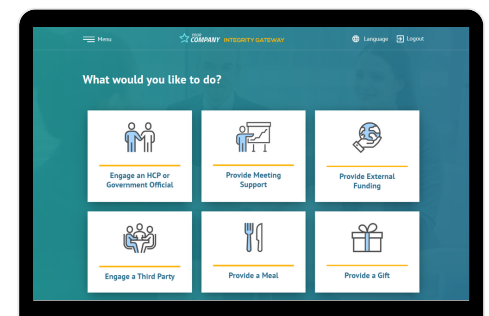 Menu
YOUR
COMPANY INTEGRITY GATEWAY
Language
Logout
What would you like to do?
Engage an HCP or
Government Official
Provide Meeting
Support
Provide External
Funding
Engage a Third Party
Provide a Meal
Provide a Gift